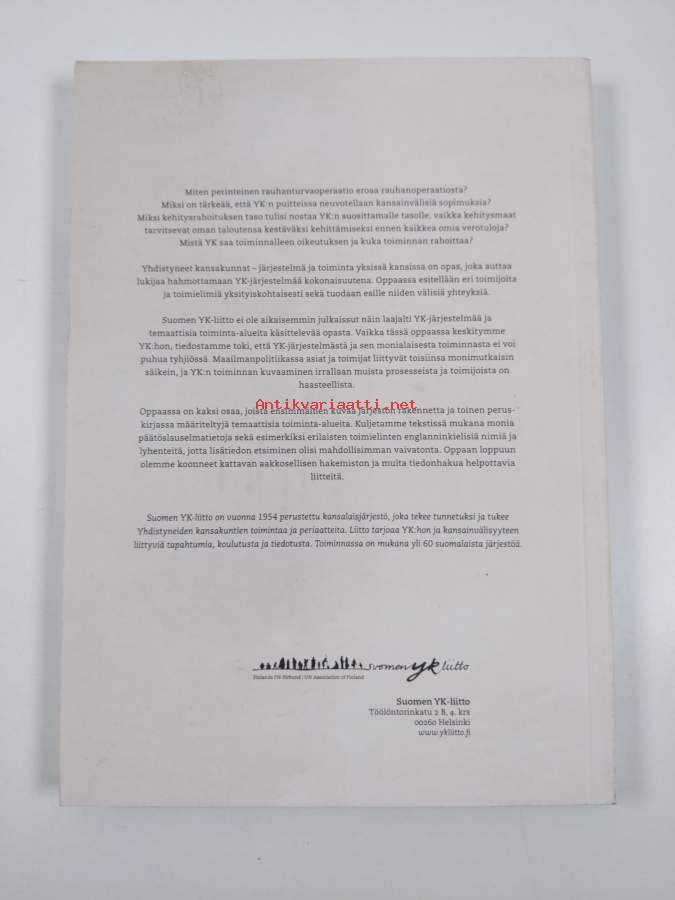 Miten perinteinen rauhanturvaoperaatio eroaa rauhanoperaatiosta?
Miksi on tärkeää, että YK:n puitteissa neuvotellaan kansainvälisiä sopimuksia?
Miksi kehitysrahoituksen taso tulisi nostaa YK:n suosittamalle tasolle, vaikka kehitysmaat
tarvitsevat oman taloutensa kestäväksi kehittämiseksi ennen kaikkea omia verotuloja?
Mistä YK saa toiminnalleen oikeutuksen ja kuka toiminnan rahoittaa?
Yhdistyneet kansakunnat – järjestelmä ja toiminta yksissä kansissa on opas, joka auttaa
lukijaa hahmottamaan YK-järjestelmää kokonaisuutena. Oppaassa esitellään eri toimijoita
ja toimielimiä yksityiskohtaisesti sekä tuodaan esille niiden välisiä yhteyksiä.
Suomen YK-liitto ei ole aikaisemmin julkaissut näin laajalti YK-järjestelmää ja
temaattisia toiminta-alueita käsittelevää opasta. Vaikka tässä oppaassa keskitymme
YK:hon, tiedostamme toki, että YK-järjestelmästä ja sen monialaisesta toiminnasta ei voi
puhua tyhjiössä. Maailmanpolitiikassa asiat ja toimijat liittyvät toisiinsa monimutkaisin
säikein, ja YK:n toiminnan kuvaaminen irrallaan muista prosesseista ja toimijoista on
haasteellista.
Antikvariaatti.net
Oppaassa on kaksi osaa, joista ensimmäinen kuvaa järjestön rakennetta ja toinen perus-
kirjassa määriteltyjä temaattisia toiminta-alueita. Kuljetamme tekstissä mukana monia
päätöslauselmatietoja sekä esimerkiksi erilaisten toimielinten englanninkielisiä nimiä ja
lyhenteitä, jotta lisätiedon etsiminen olisi mahdollisimman vaivatonta. Oppaan loppuun
olemme koonneet kattavan aakkosellisen hakemiston ja muita tiedonhakua helpottavia
liitteitä.
Suomen YK-liitto on vuonna 1954 perustettu kansalaisjärjestö, joka tekee tunnetuksi ja tukee
Yhdistyneiden kansakuntien toimintaa ja periaatteita. Liitto tarjoaa YK:hon ja kansainvälisyyteen
liittyviä tapahtumia, koulutusta ja tiedotusta. Toiminnassa on mukana yli 60 suomalaista järjestöä.
suomen yk liitto
Finlands FN-förbund | UN Association of Finland
Suomen YK-liitto
Töölöntorinkatu 2 B, 4. krs
00260 Helsinki
www.ykliitto.fi